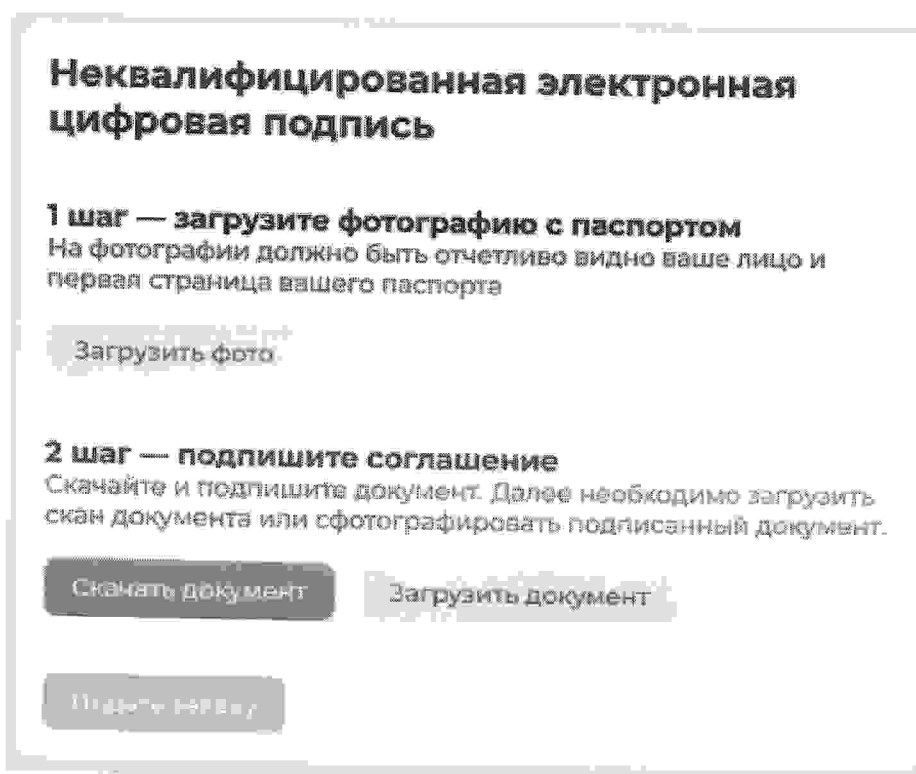 Неквалифицированная электронная
цифровая подпись
1 шаг — загрузите фотографию с паспортом
На фотографии должно быть отчетливо видно ваше лицо и
первая страница вашего паспорта
Загрузить фото
2 шаг — подпишите соглашение
Скачайте и подпишите документ. Далее необходимо загрузить
скан документа или сфотографировать подписанный документ.
Скачать документ
Загрузить документ
Подать заявку